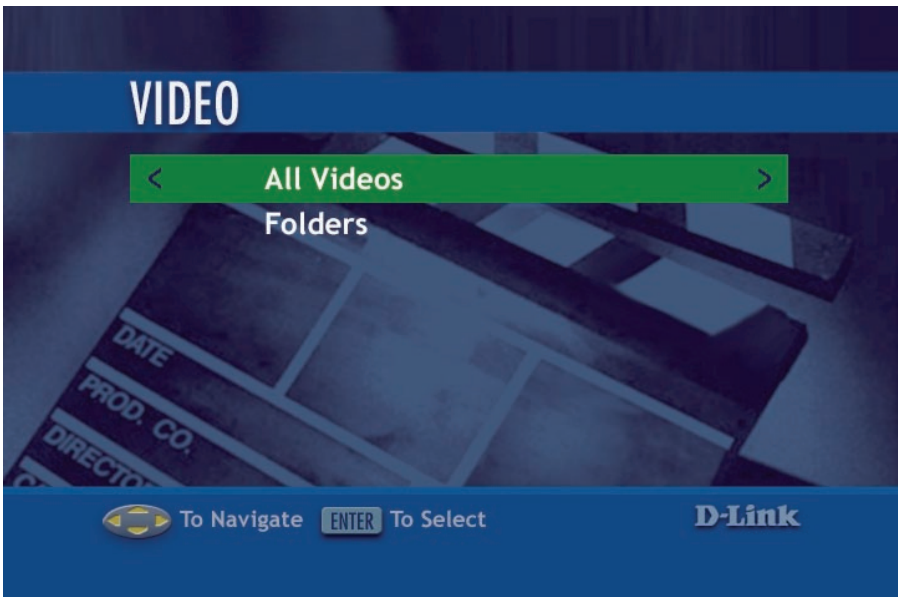 VIDEO
< All Videos >
Folders
DATE
PROD. CO.
DIRECTOR
To Navigate ENTER To Select D-Link